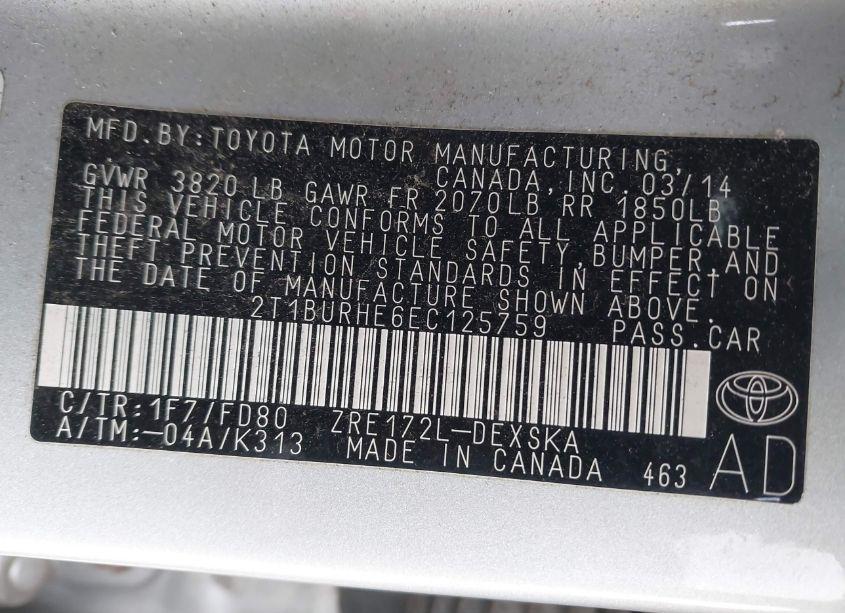 MFD.BY:TOYOTA MOTOR MANUFACTURING,
CANADA,INC. 03/14
GVWR 3820 LB GAWR FR 2070LB RR 1850LB
THIS VEHICLE CONFORMS TO ALL APPLICABLE
FEDERAL MOTOR VEHICLE SAFETY,BUMPER,AND
THEFT PREVENTION STANDARDS IN EFFECT ON
THE DATE OF MANUFACTURE SHOWN ABOVE.
2T1BURHE6EC125759 PASS.CAR
C/TR:1F7/FD80 ZRE172L-DEXSKA
A/TM:-04A/K313 MADE IN CANADA 463 AD